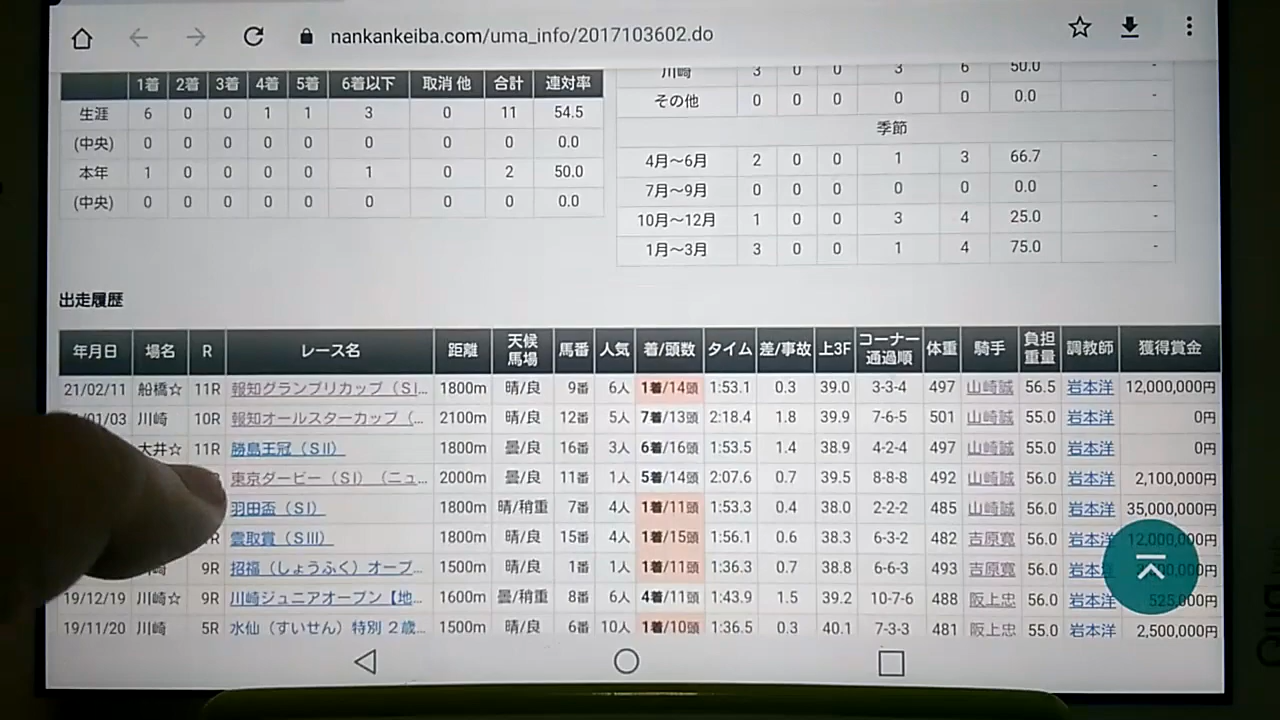 nankankeiba.com/uma_info/2017103602.do
1着 2着 3着 4着 5着 6着以下 取消 他 合計 連対率
生涯 6 0 0 1 1 3 0 11 54.5
(中央) 0 0 0 0 0 0 0 0 0.0
本年 1 0 0 0 0 1 0 2 50.0
(中央) 0 0 0 0 0 0 0 0 0.0
川崎 3 0 0 3 6 50.0 -
その他 0 0 0 0 0 0.0 -
季節
4月～6月 2 0 0 1 3 66.7 -
7月～9月 0 0 0 0 0 0.0 -
10月～12月 1 0 0 3 4 25.0 -
1月～3月 3 0 0 1 4 75.0 -
出走履歴
年月日 場名 R レース名 距離 天候馬場 馬番 人気 着/頭数 タイム 差/事故 上3F コーナー通過順 体重 騎手 負担重量 調教師 獲得賞金
21/02/11 船橋☆ 11R 報知グランプリカップ（SI... 1800m 晴/良 9番 6人 1着/14頭 1:53.1 0.3 39.0 3-3-4 497 山崎誠 56.5 岩本洋 12,000,000円
/01/03 川崎 10R 報知オールスターカップ（... 2100m 晴/良 12番 5人 7着/13頭 2:18.4 1.8 39.9 7-6-5 501 山崎誠 55.0 岩本洋 0円
大井☆ 11R 勝島王冠（SII） 1800m 曇/良 16番 3人 6着/16頭 1:53.5 1.4 38.9 4-2-4 497 山崎誠 55.0 岩本洋 0円
東京ダービー（SI）（ニュ... 2000m 曇/良 11番 1人 5着/14頭 2:07.6 0.7 39.5 8-8-8 492 山崎誠 56.0 岩本洋 2,100,000円
羽田盃（SI） 1800m 晴/稍重 7番 4人 1着/11頭 1:53.3 0.4 38.0 2-2-2 485 山崎誠 56.0 岩本洋 35,000,000円
R 雲取賞（SIII） 1800m 晴/良 15番 4人 1着/15頭 1:56.1 0.6 38.3 6-3-2 482 吉原寛 56.0 岩本洋 12,000,000円
崎 9R 招福（しょうふく）オープ... 1500m 晴/良 1番 1人 1着/11頭 1:36.3 0.7 38.8 6-6-3 493 吉原寛 56.0 岩本
19/12/19 川崎☆ 9R 川崎ジュニアオープン【地... 1600m 曇/稍重 8番 6人 4着/11頭 1:43.9 1.5 39.2 10-7-6 488 阪上忠 56.0 岩本洋 525,000円
19/11/20 川崎 5R 水仙（すいせん）特別 2歳... 1500m 晴/良 6番 10人 1着/10頭 1:36.5 0.3 40.1 7-3-3 481 阪上忠 55.0 岩本洋 2,500,000円